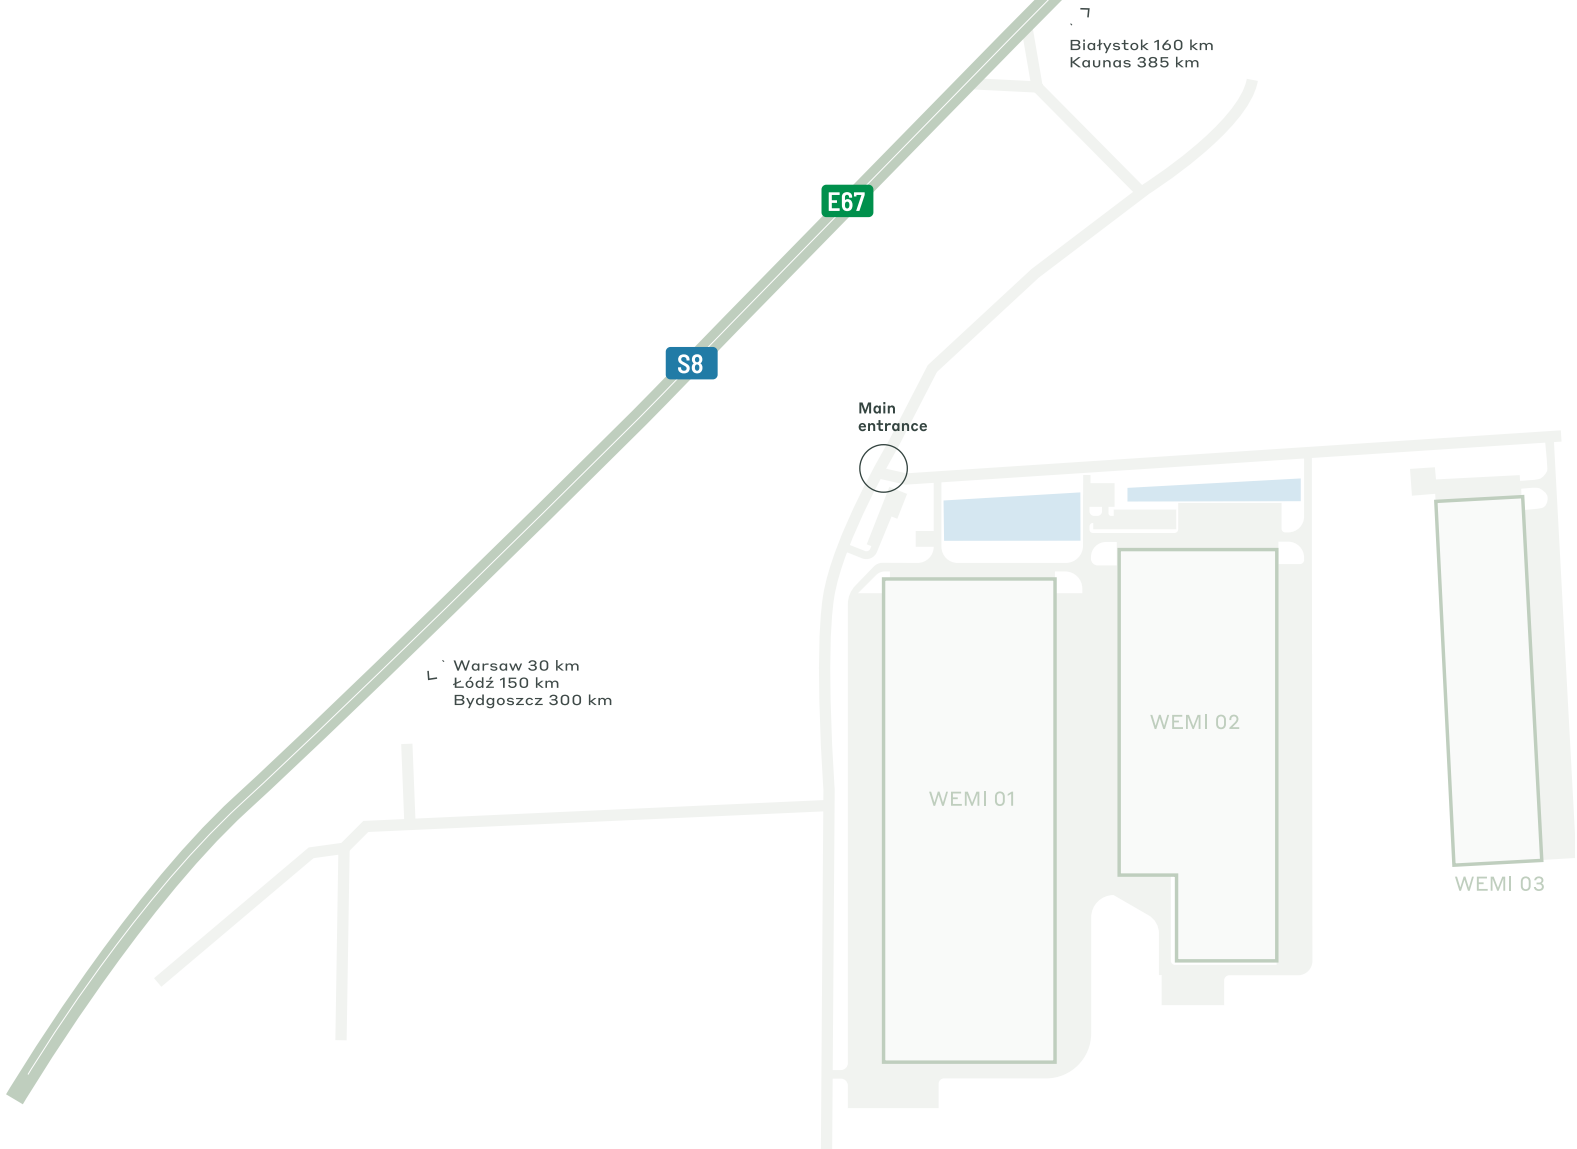 Białystok 160 km
Kaunas 385 km
E67
S8
Main
entrance
Warsaw 30 km
Łódź 150 km
Bydgoszcz 300 km
WEMI 02
WEMI 01
WEMI 03